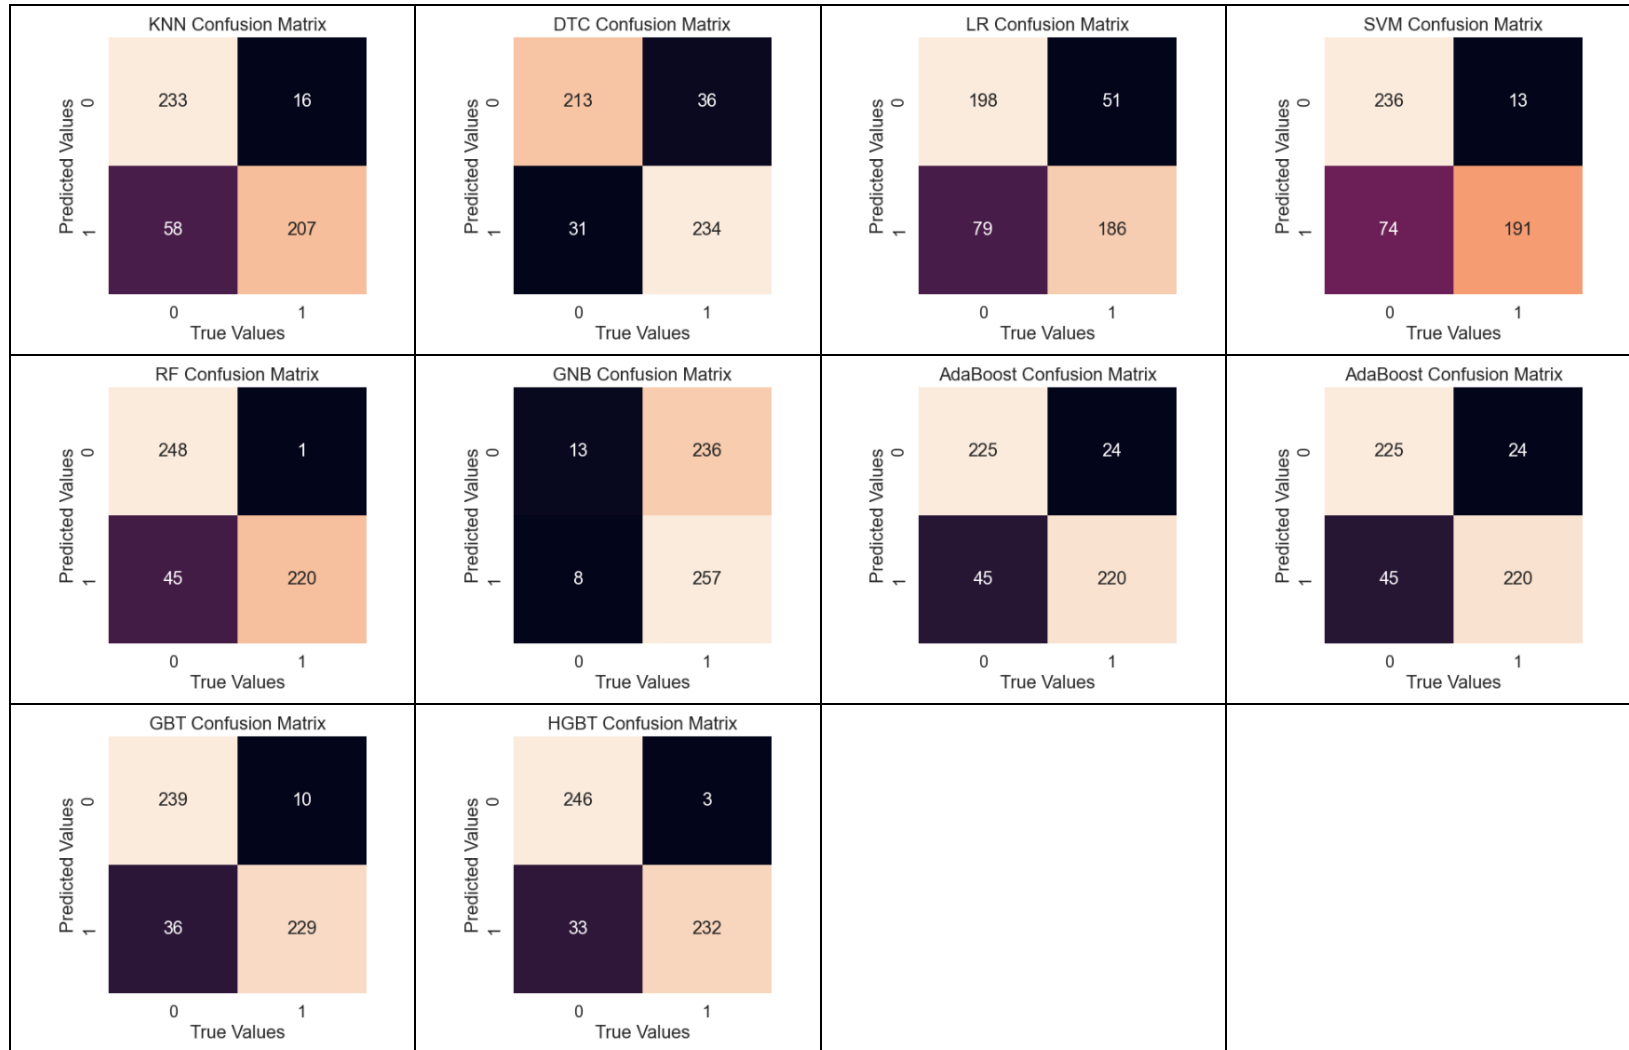 KNN Confusion Matrix
Predicted Values
0
233
16
1
58
207
0
1
True Values
DTC Confusion Matrix
Predicted Values
0
213
36
1
31
234
0
1
True Values
LR Confusion Matrix
Predicted Values
0
198
51
1
79
186
0
1
True Values
SVM Confusion Matrix
Predicted Values
0
236
13
1
74
191
0
1
True Values
RF Confusion Matrix
Predicted Values
0
248
1
1
45
220
0
1
True Values
GNB Confusion Matrix
Predicted Values
0
13
236
1
8
257
0
1
True Values
AdaBoost Confusion Matrix
Predicted Values
0
225
24
1
45
220
0
1
True Values
AdaBoost Confusion Matrix
Predicted Values
0
225
24
1
45
220
0
1
True Values
GBT Confusion Matrix
Predicted Values
0
239
10
1
36
229
0
1
True Values
HGBT Confusion Matrix
Predicted Values
0
246
3
1
33
232
0
1
True Values